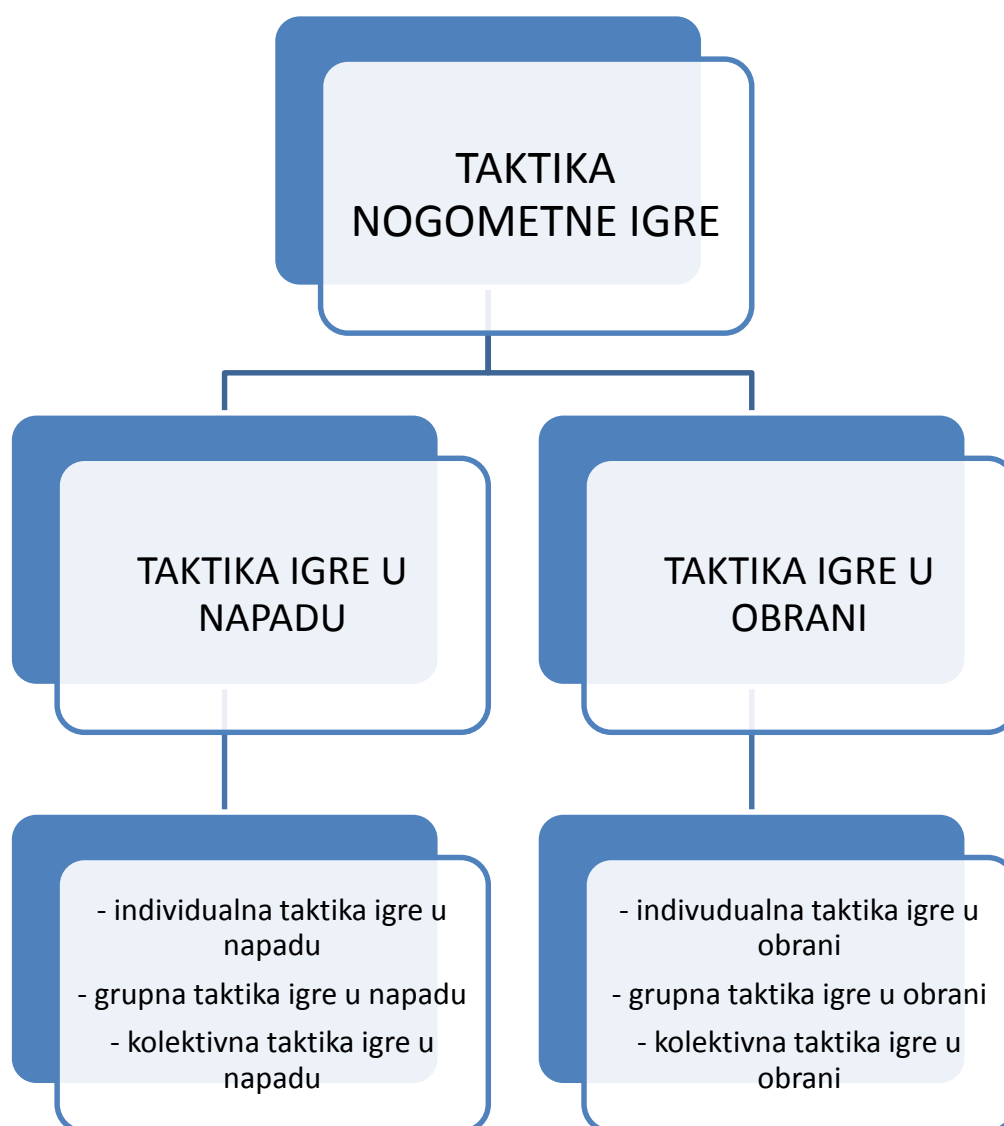 TAKTIKA
NOGOMETNE IGRE
TAKTIKA IGRE U
NAPADU
TAKTIKA IGRE U
OBRANI
- individualna taktika igre u
napadu
- grupna taktika igre u napadu
- kolektivna taktika igre u
napadu
- indivudualna taktika igre u
obrani
- grupna taktika igre u obrani
- kolektivna taktika igre u
obrani